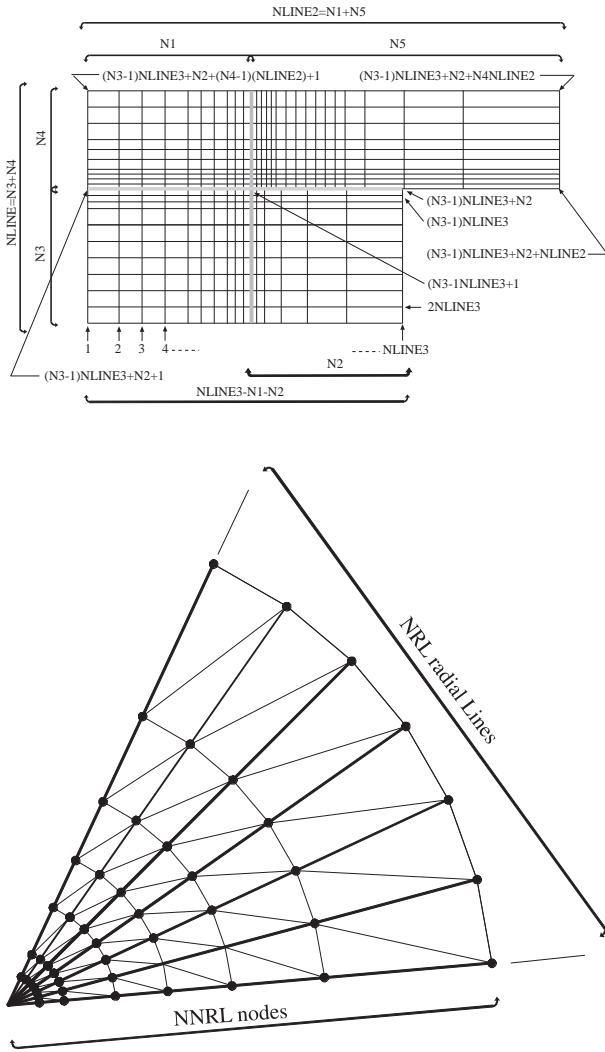 NLINE2=N1+N5
N1
N5
(N3-1)NLINE3+N2+(N4-1)(NLINE2)+1
(N3-1)NLINE3+N2+N4NLINE2
NLINE=N3+N4
N4
N3
(N3-1)NLINE3+N2
(N3-1)NLINE3
(N3-1)NLINE3+N2+NLINE2
(N3-1NLINE3+1
2NLINE3
1 2 3 4 ----- ----- NLINE3
N2
(N3-1)NLINE3+N2+1
NLINE3-N1-N2
NRL radial Lines
NNRL nodes